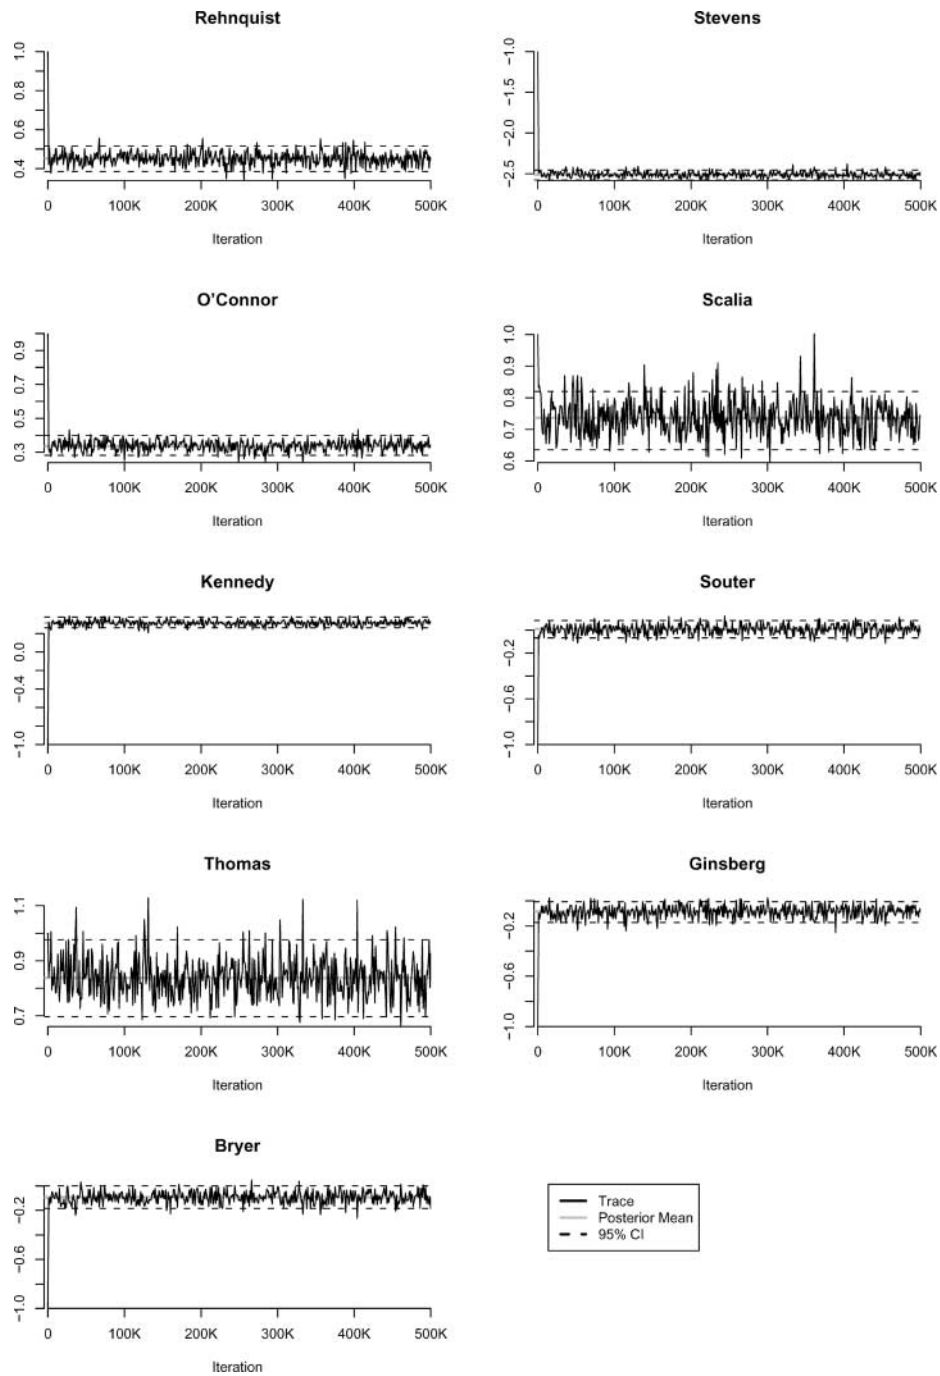 Rehnquist
1.0
0.8
0.6
0.4
0 100K 200K 300K 400K 500K
Iteration
Stevens
−1.0
−1.5
−2.0
−2.5
0 100K 200K 300K 400K 500K
Iteration
O'Connor
0.9
0.7
0.5
0.3
0 100K 200K 300K 400K 500K
Iteration
Scalia
1.0
0.9
0.8
0.7
0.6
0 100K 200K 300K 400K 500K
Iteration
Kennedy
0.0
−0.4
−1.0
0 100K 200K 300K 400K 500K
Iteration
Souter
−0.2
−0.6
−1.0
0 100K 200K 300K 400K 500K
Iteration
Thomas
1.1
0.9
0.7
0 100K 200K 300K 400K 500K
Iteration
Ginsberg
−0.2
−0.6
−1.0
0 100K 200K 300K 400K 500K
Iteration
Bryer
−0.2
−0.6
−1.0
0 100K 200K 300K 400K 500K
Iteration
Trace
Posterior Mean
95% CI